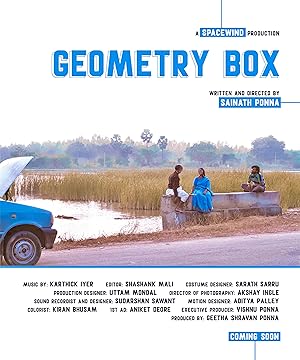 A SPACEWIND PRODUCTION
GEOMETRY BOX
WRITTEN AND DIRECTED BY
SAINATH PONNA
MUSIC BY: KARTHICK IYER EDITOR: SHASHANK MALI COSTUME DESIGNER: SARATH SARRU
PRODUCTION DESIGNER: UTTAM MONDAL DIRECTOR OF PHOTOGRAPHY: AKSHAY INGLE
SOUND RECORDIST AND DESIGNER: SUDARSHAN SAWANT MOTION DESIGNER: ADITYA PALLEY
COLORIST: KIRAN BHUSAM 1ST AD: ANIKET DEORE EXECUTIVE PRODUCER: VISHNU PONNA
PRODUCED BY: GEETHA SHRAVAN PONNA
COMING SOON